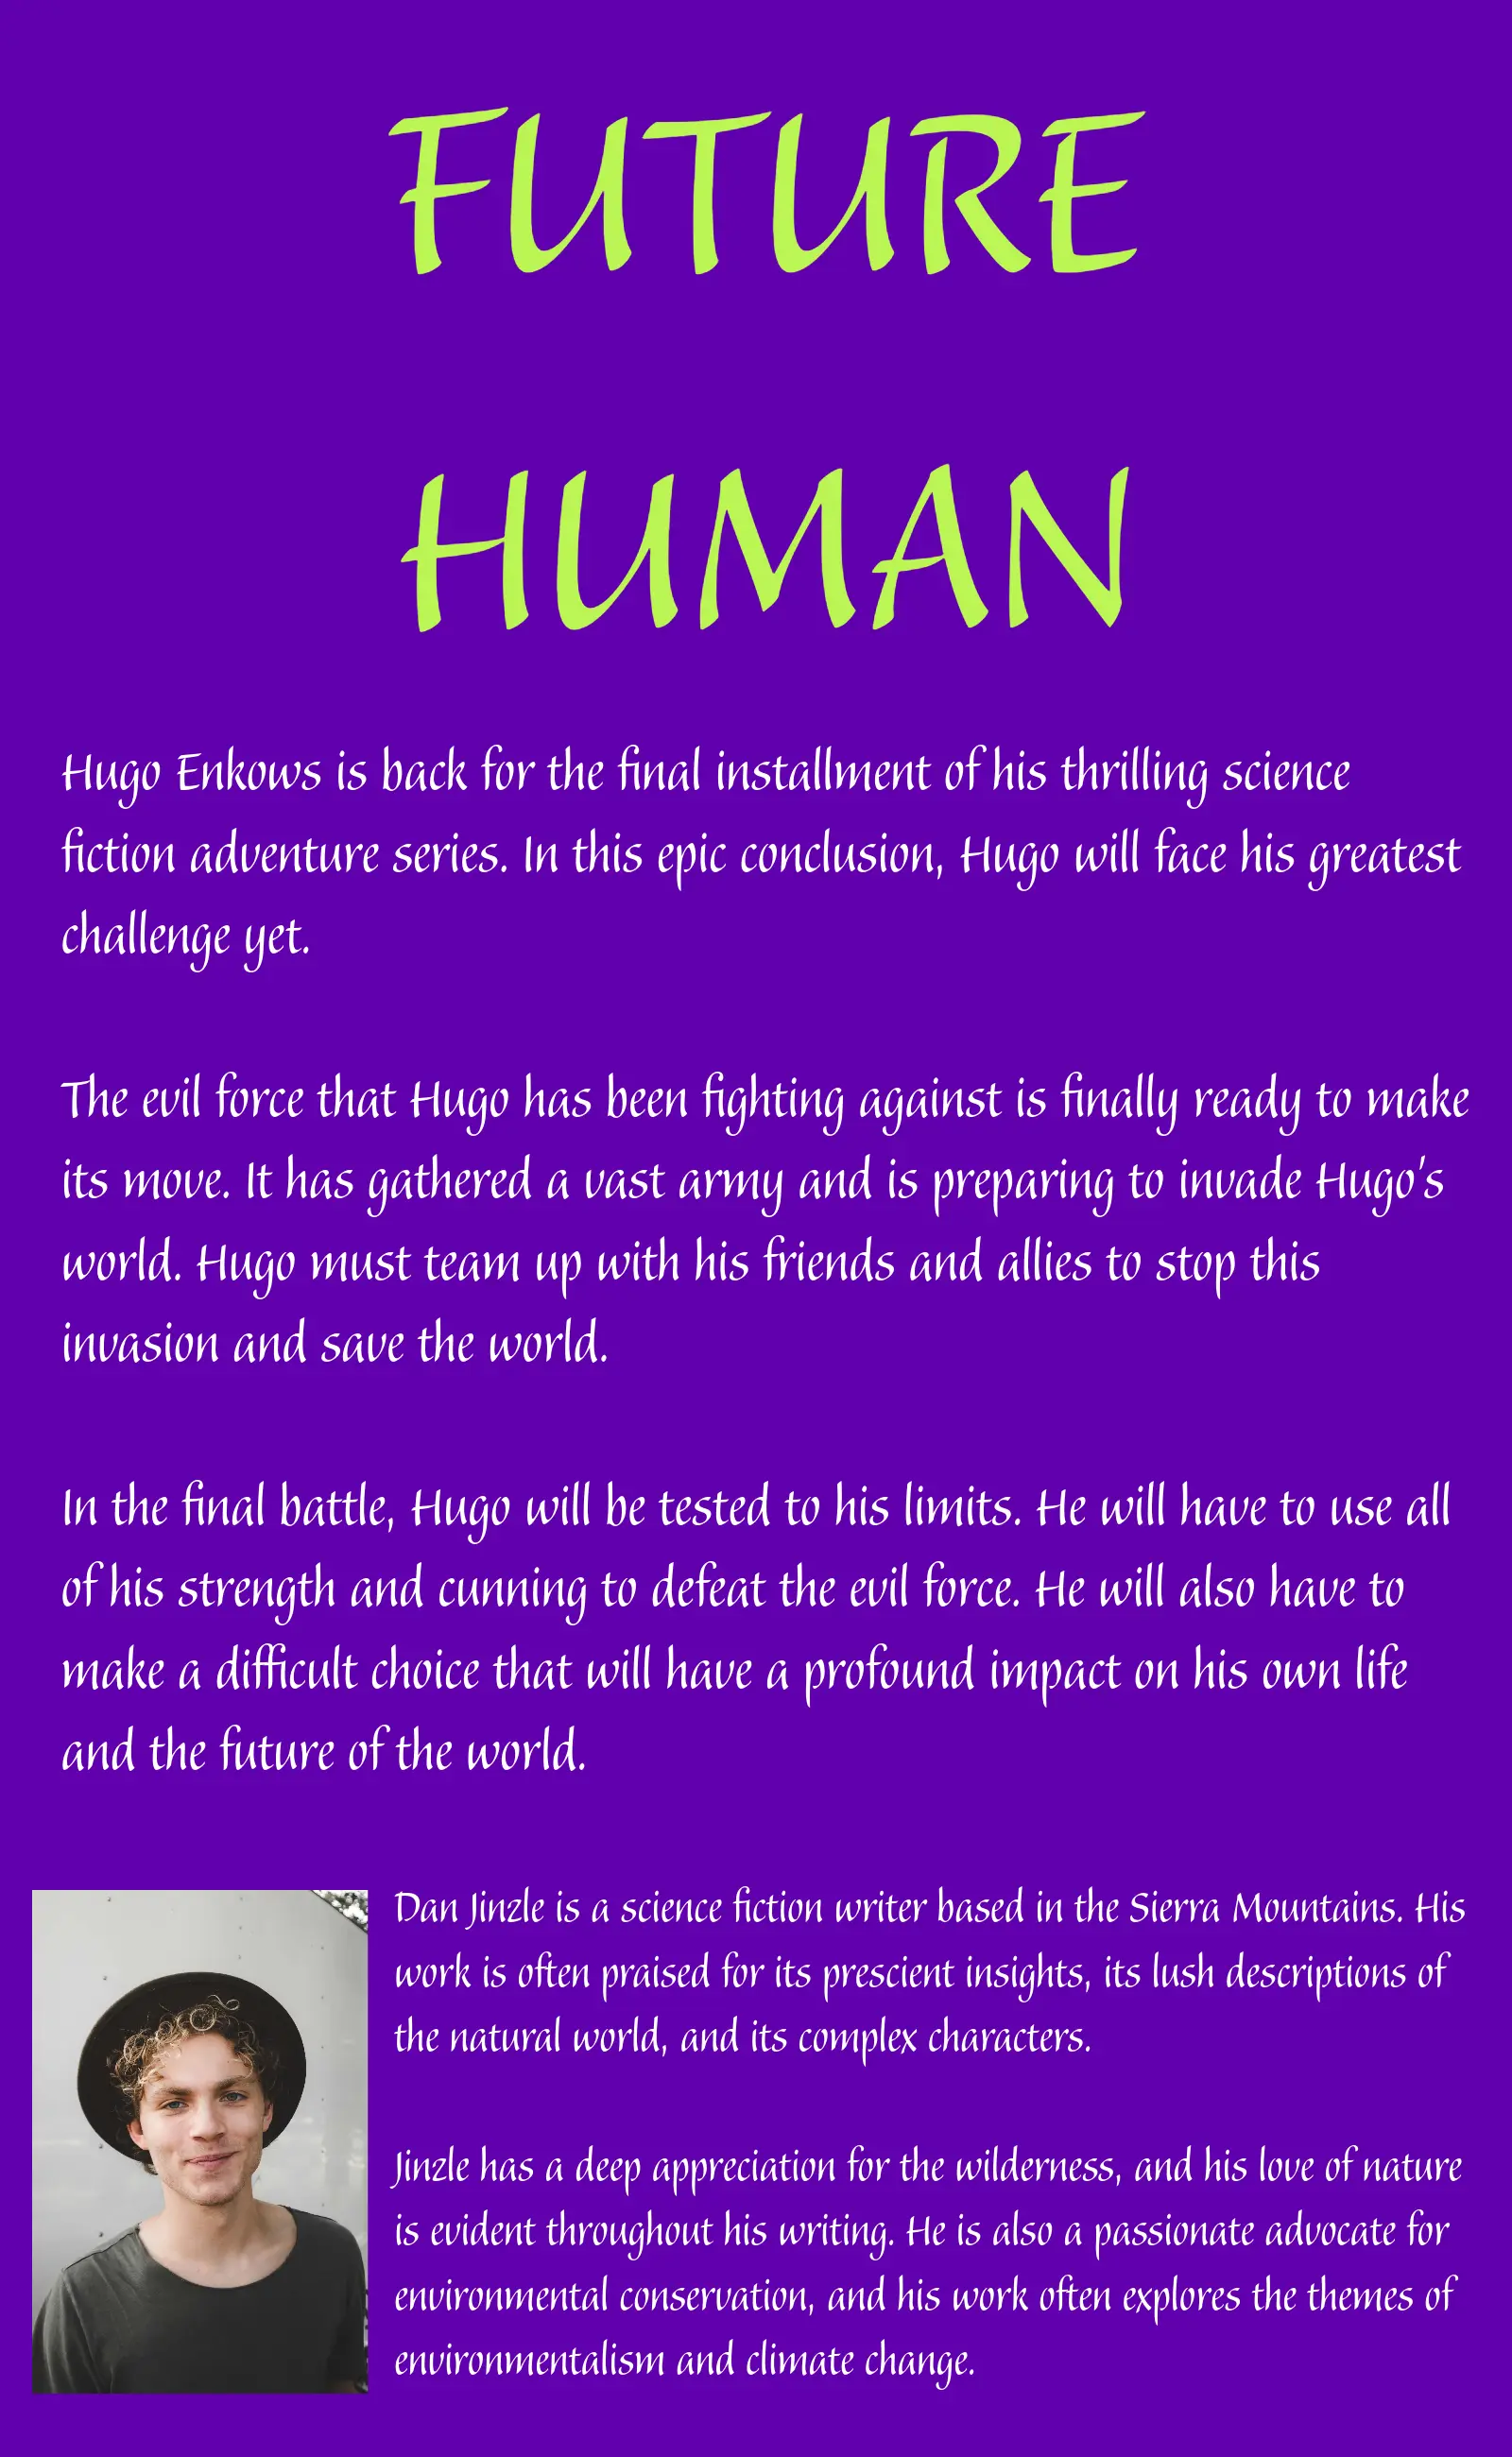 FUTURE
HUMAN
Hugo Enkows is back for the final installment of his thrilling science
fiction adventure series. In this epic conclusion, Hugo will face his greatest
challenge yet.
The evil force that Hugo has been fighting against is finally ready to make
its move. It has gathered a vast army and is preparing to invade Hugo's
world. Hugo must team up with his friends and allies to stop this
invasion and save the world.
In the final battle, Hugo will be tested to his limits. He will have to use all
of his strength and cunning to defeat the evil force. He will also have to
make a difficult choice that will have a profound impact on his own life
and the future of the world.
Dan Jinzle is a science fiction writer based in the Sierra Mountains. His
work is often praised for its prescient insights, its lush descriptions of
the natural world, and its complex characters.
Jinzle has a deep appreciation for the wilderness, and his love of nature
is evident throughout his writing. He is also a passionate advocate for
environmental conservation, and his work often explores the themes of
environmentalism and climate change.